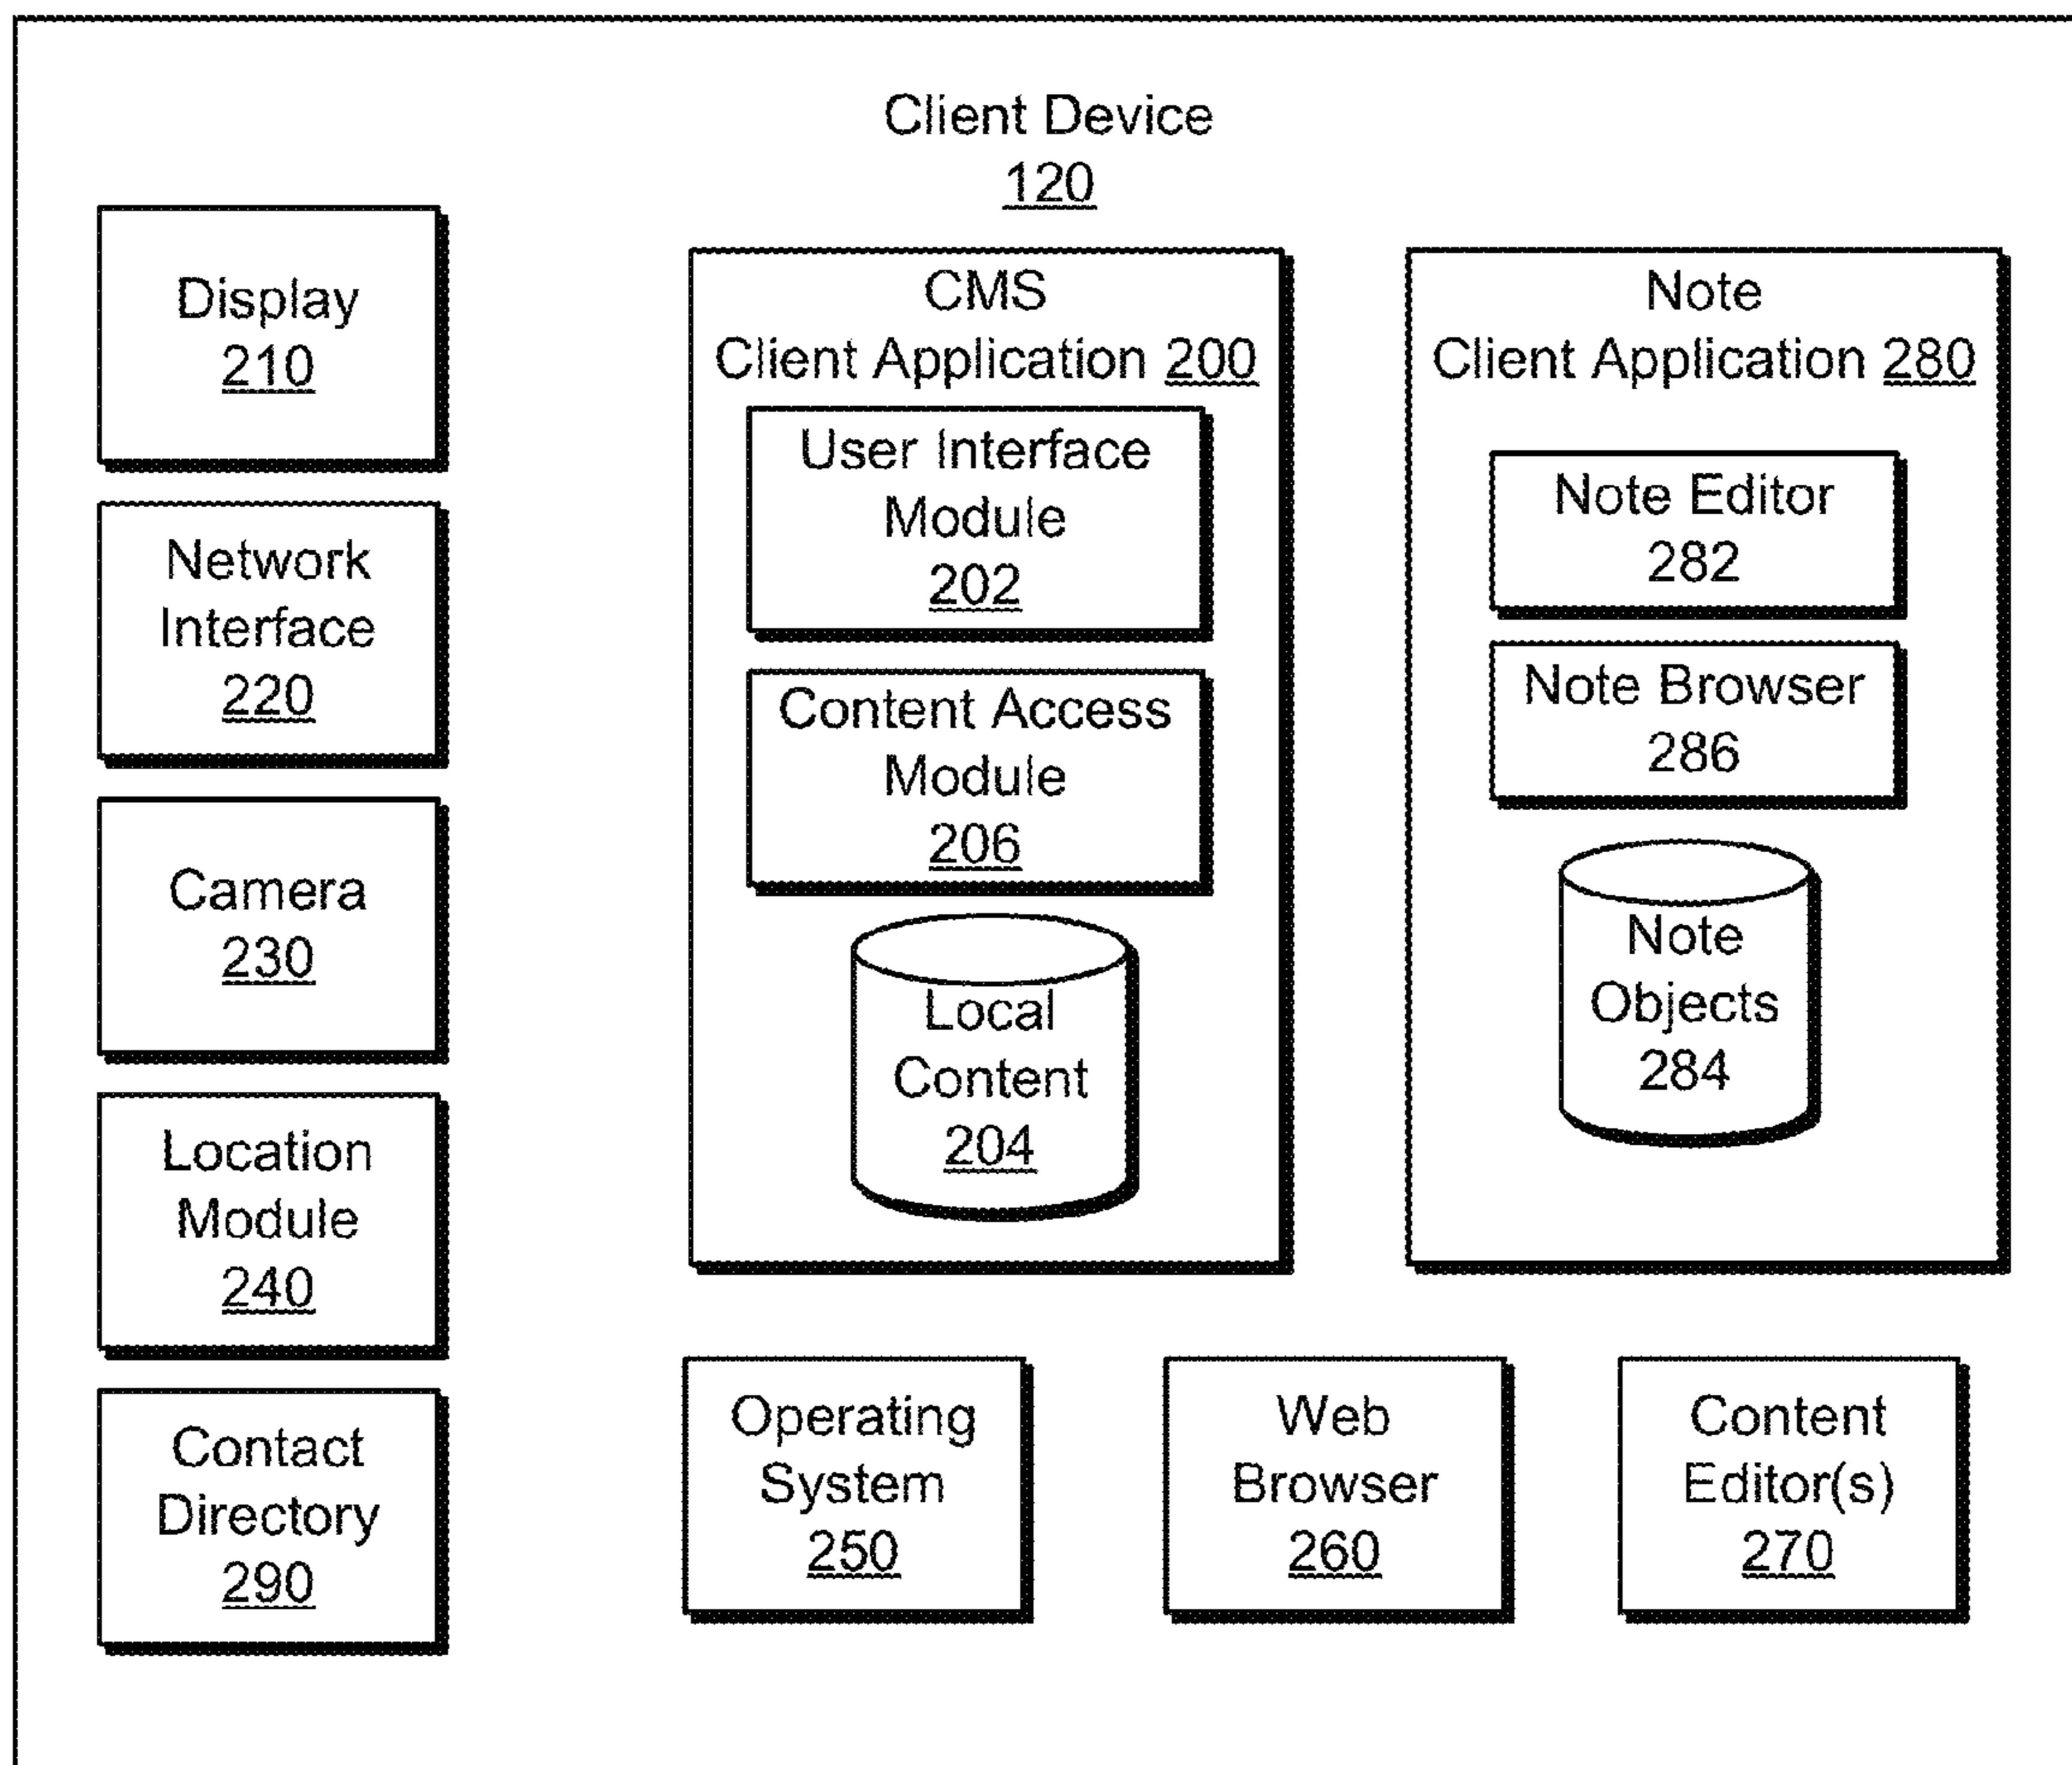 Client Device
120
Display
210
Network
Interface
220
Camera
230
Location
Module
240
Contact
Directory
290
CMS
Client Application 200
User Interface
Module
202
Content Access
Module
206
Local
Content
204
Note
Client Application 280
Note Editor
282
Note Browser
286
Note
Objects
284
Operating
System
250
Web
Browser
260
Content
Editor(s)
270